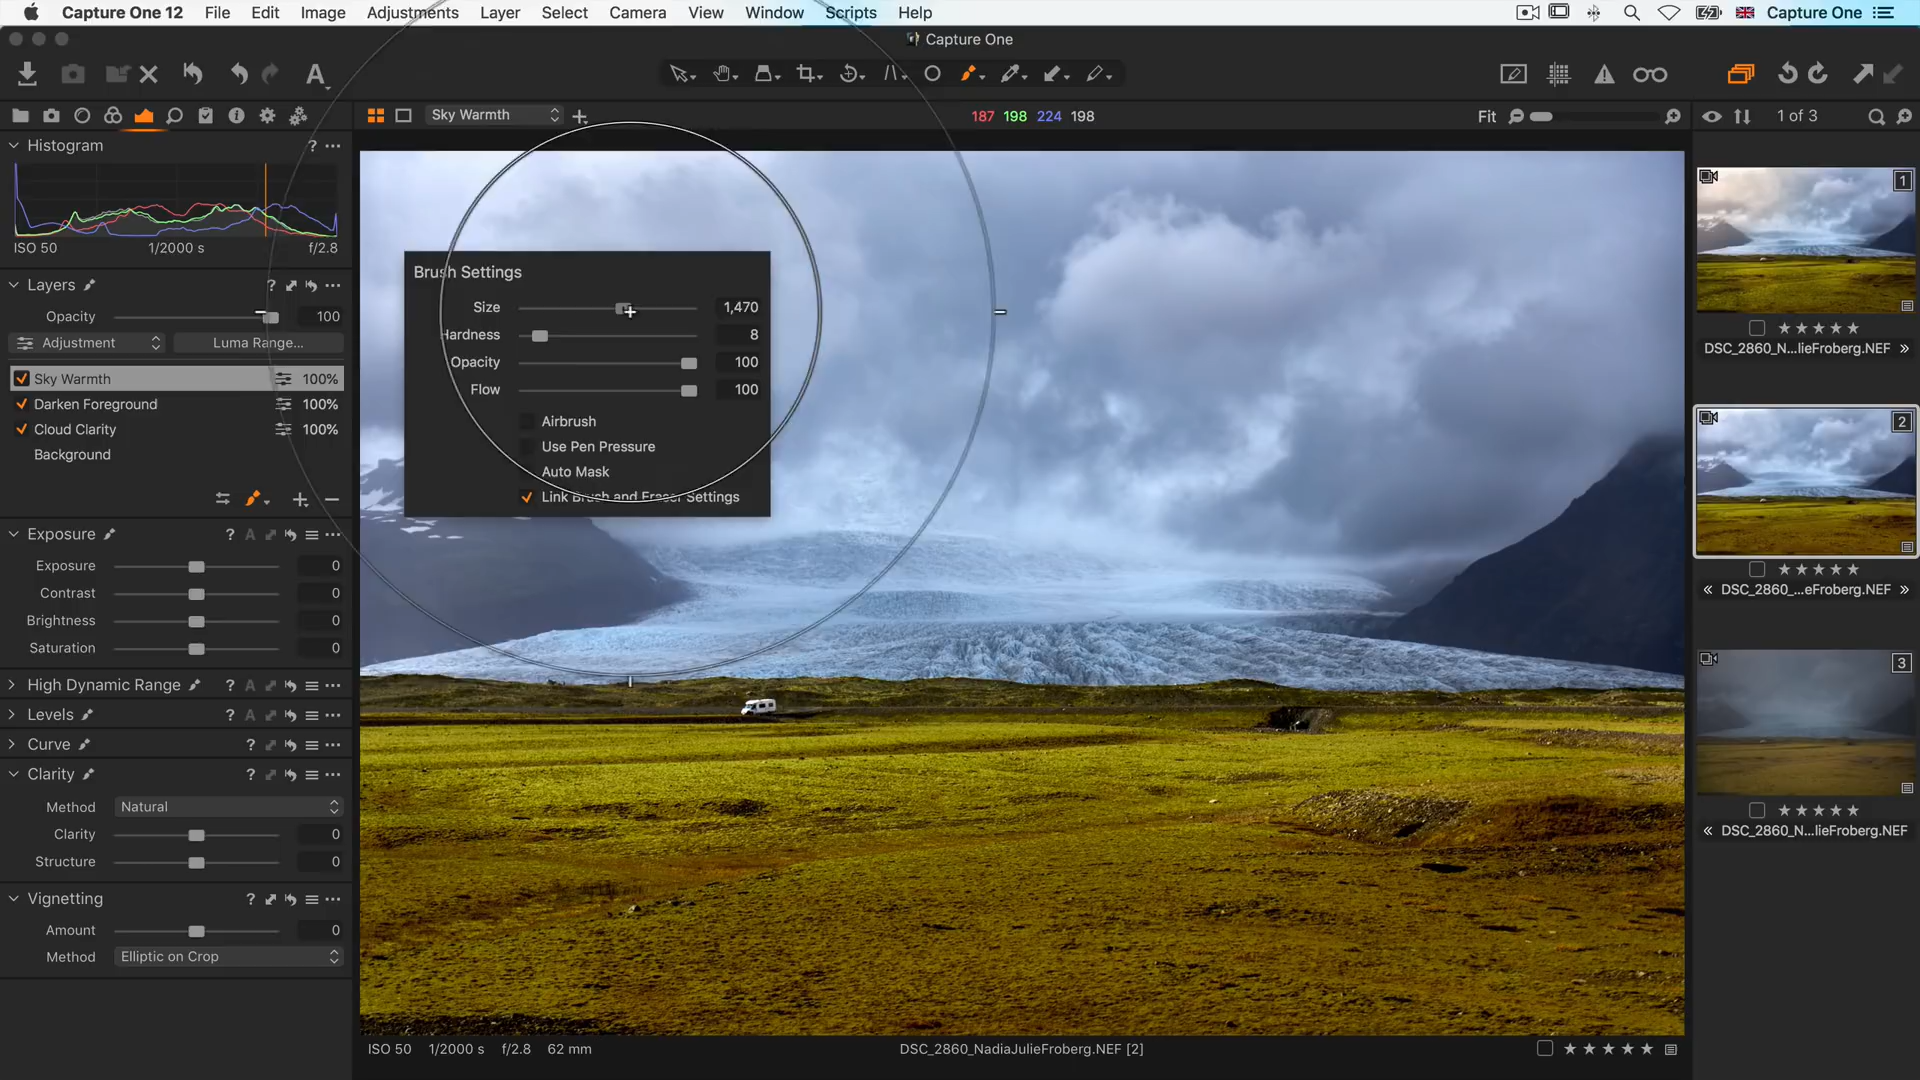 Capture One 12 File Edit Image Adjustments Layer Select Camera View Window Scripts Help Capture One
Capture One
A
Sky Warmth 187 198 224 198 Fit 1 of 3
Histogram ? ...
ISO 50 1/2000 s f/2.8
Layers ? ...
Opacity 100
Adjustment Luma Range...
Sky Warmth 100%
Darken Foreground 100%
Cloud Clarity 100%
Background
Exposure ? A ...
Exposure 0
Contrast 0
Brightness 0
Saturation 0
High Dynamic Range ? A ...
Levels ? A ...
Curve ? ...
Clarity ? ...
Method Natural
Clarity 0
Structure 0
Vignetting ? ...
Amount 0
Method Elliptic on Crop
Brush Settings
Size 1,470
Hardness 8
Opacity 100
Flow 100
Airbrush
Use Pen Pressure
Auto Mask
Link Brush and Eraser Settings
1
DSC_2860_N...lieFroberg.NEF »
2
« DSC_2860_...eFroberg.NEF »
3
« DSC_2860_N...lieFroberg.NEF
ISO 50 1/2000 s f/2.8 62 mm DSC_2860_NadiaJulieFroberg.NEF [2]